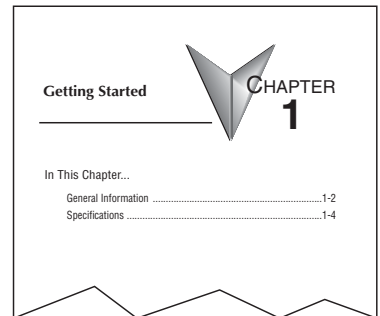 Getting Started
CHAPTER
1
In This Chapter...
General Information ..............................................................................1-2
Specifications ..........................................................................................1-4